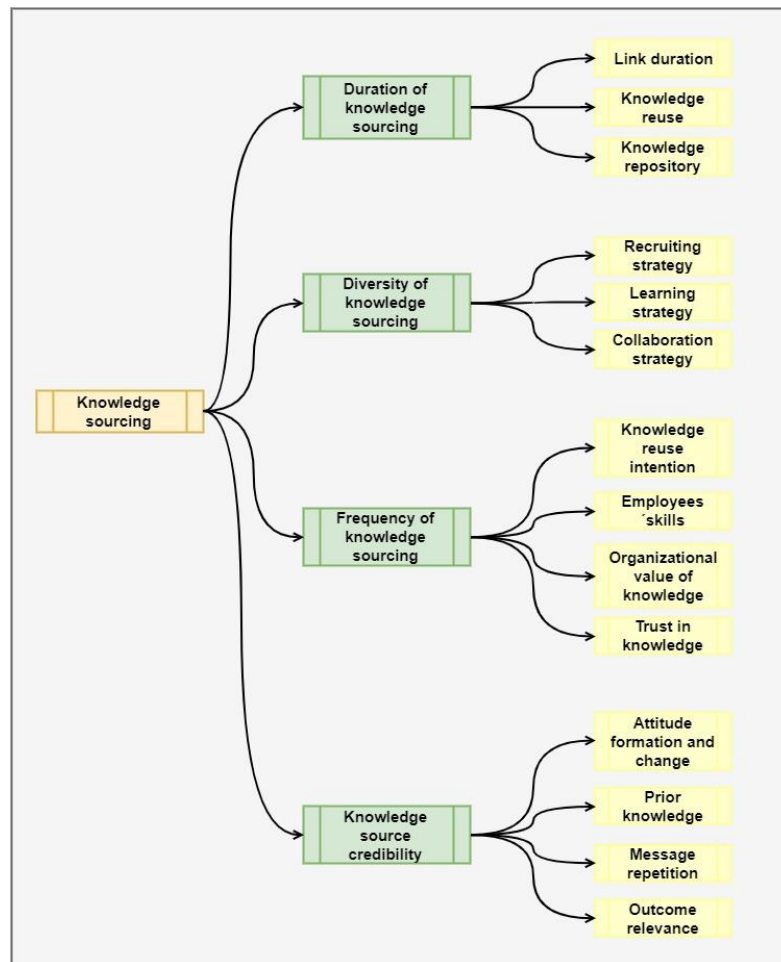 Link duration
Duration of
knowledge
sourcing
Knowledge
reuse
Knowledge
repository
Recruiting
strategy
Diversity of
knowledge
sourcing
Learning
strategy
Collaboration
strategy
Knowledge
sourcing
Knowledge
reuse
intention
Employees
´skills
Frequency of
knowledge
sourcing
Organizational
value of
knowledge
Trust in
knowledge
Attitude
formation and
change
Prior
knowledge
Knowledge
source
credibility
Message
repetition
Outcome
relevance